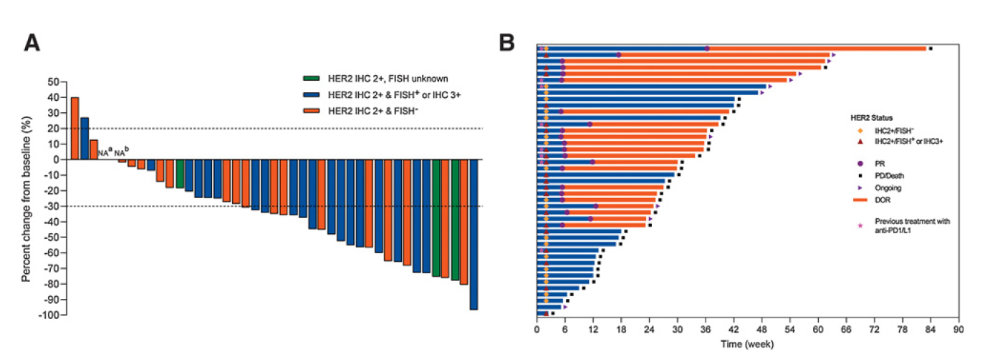 A
HER2 IHC 2+, FISH unknown
HER2 IHC 2+ & FISH+ or IHC 3+
HER2 IHC 2+ & FISH-
Percent change from baseline (%)
50
40
30
20
10
0
-10
-20
-30
-40
-50
-60
-70
-80
-90
-100
NAa NAb
B
HER2 Status
IHC2+/FISH-
IHC2+/FISH+ or IHC3+
PR
PD/Death
Ongoing
DOR
Previous treatment with
anti-PD1/L1
0 6 12 18 24 30 36 42 48 54 60 66 72 78 84 90
Time (week)